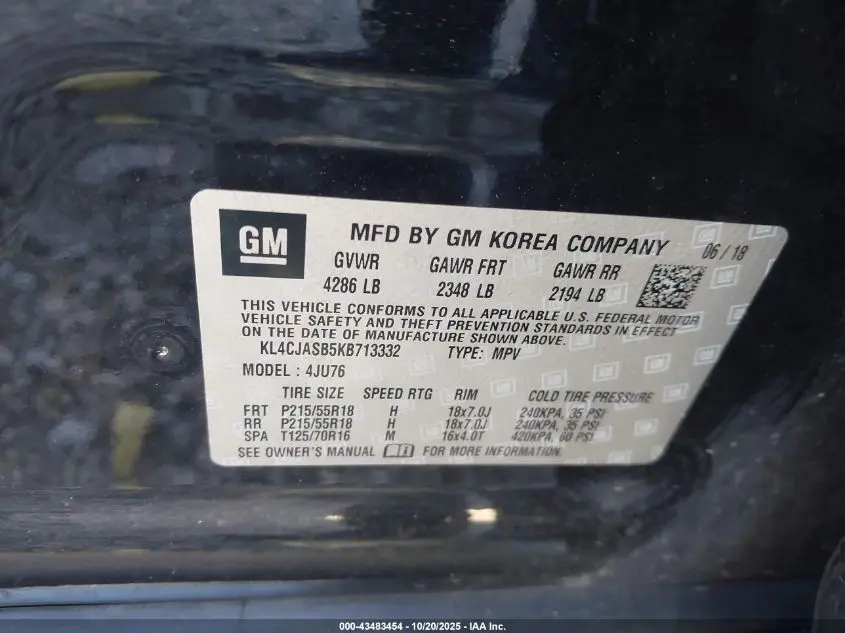 GM
MFD BY GM KOREA COMPANY
06/18
GVWR GAWR FRT GAWR RR
4286 LB 2348 LB 2194 LB
THIS VEHICLE CONFORMS TO ALL APPLICABLE U.S. FEDERAL MOTOR
VEHICLE SAFETY AND THEFT PREVENTION STANDARDS IN EFFECT
ON THE DATE OF MANUFACTURE SHOWN ABOVE.
KL4CJASB5KB713332 TYPE: MPV
MODEL : 4JU76
TIRE SIZE SPEED RTG RIM COLD TIRE PRESSURE
FRT P215/55R18 H 18x7.0J 240KPA, 35 PSI
RR P215/55R18 H 18x7.0J 240KPA, 35 PSI
SPA T125/70R16 M 16x4.0T 420KPA, 60 PSI
SEE OWNER'S MANUAL FOR MORE INFORMATION.
000-43483454 - 10/20/2025 - IAA Inc.